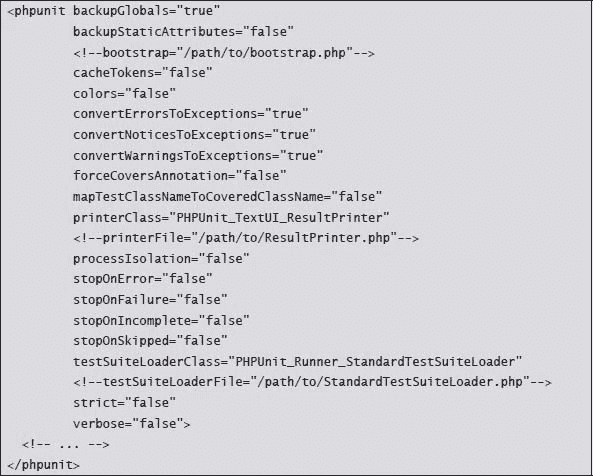 <phpunit backupGlobals="true"
backupStaticAttributes="false"
<!--bootstrap="/path/to/bootstrap.php"-->
cacheTokens="false"
colors="false"
convertErrorsToExceptions="true"
convertNoticesToExceptions="true"
convertWarningsToExceptions="true"
forceCoversAnnotation="false"
mapTestClassNameToCoveredClassName="false"
printerClass="PHPUnit_TextUI_ResultPrinter"
<!--printerFile="/path/to/ResultPrinter.php"-->
processIsolation="false"
stopOnError="false"
stopOnFailure="false"
stopOnIncomplete="false"
stopOnSkipped="false"
testSuiteLoaderClass="PHPUnit_Runner_StandardTestSuiteLoader"
<!--testSuiteLoaderFile="/path/to/StandardTestSuiteLoader.php"-->
strict="false"
verbose="false">
<!-- ... -->
</phpunit>